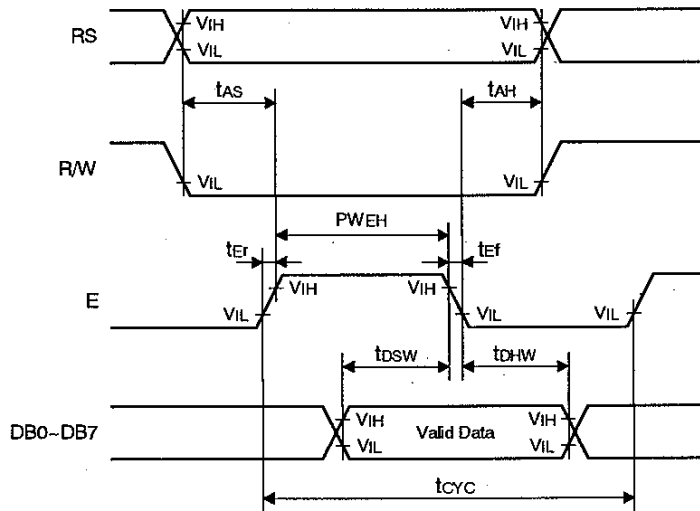 RS
VIH
VIH
VIL
VIL
tAS
tAH
R/W
VIL
VIL
PWEH
tEr
tEf
E
VIH
VIH
VIL
VIL
VIL
tDSW
tDHW
DB0~DB7
VIH
Valid Data
VIH
VIL
VIL
tCYC